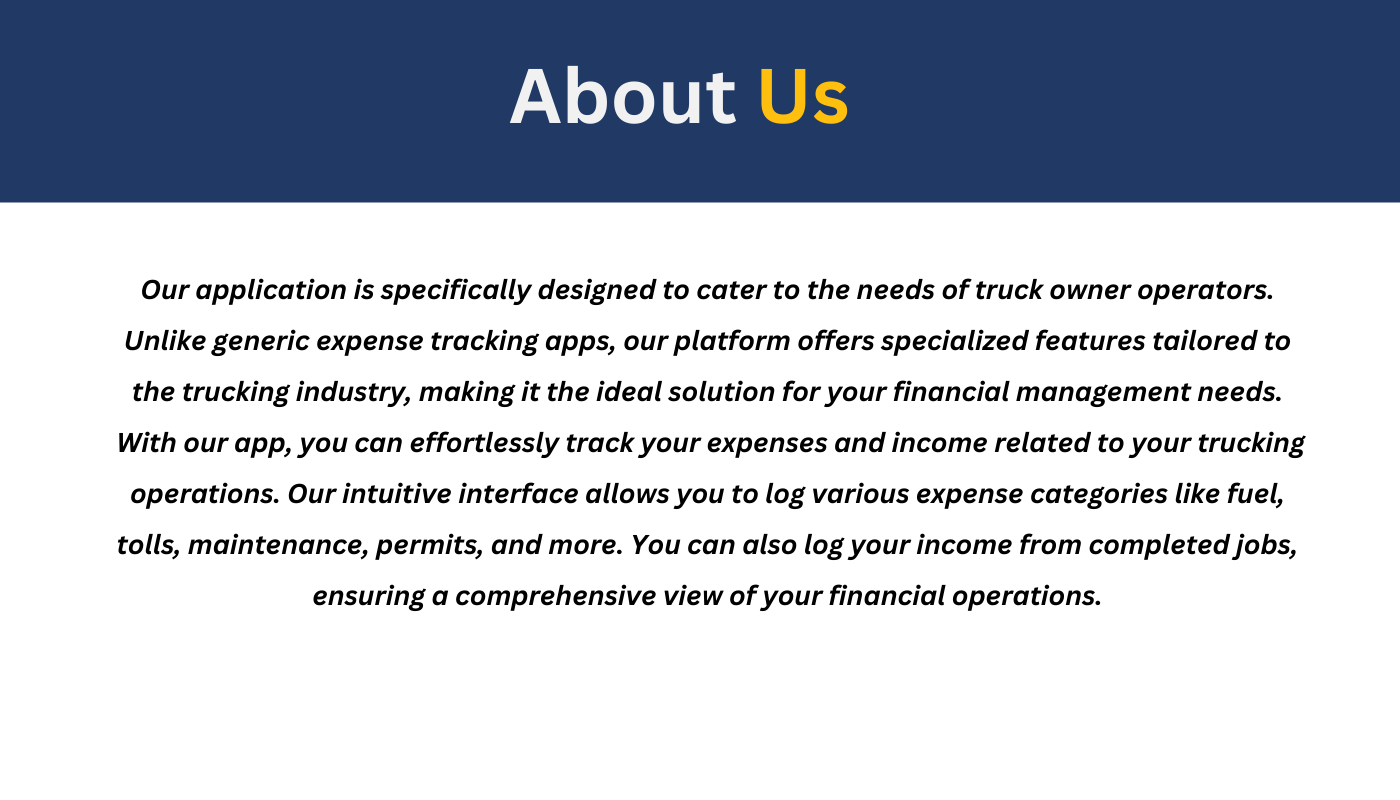 About Us
Our application is specifically designed to cater to the needs of truck owner operators.
Unlike generic expense tracking apps, our platform offers specialized features tailored to
the trucking industry, making it the ideal solution for your financial management needs.
With our app, you can effortlessly track your expenses and income related to your trucking
operations. Our intuitive interface allows you to log various expense categories like fuel,
tolls, maintenance, permits, and more. You can also log your income from completed jobs,
ensuring a comprehensive view of your financial operations.